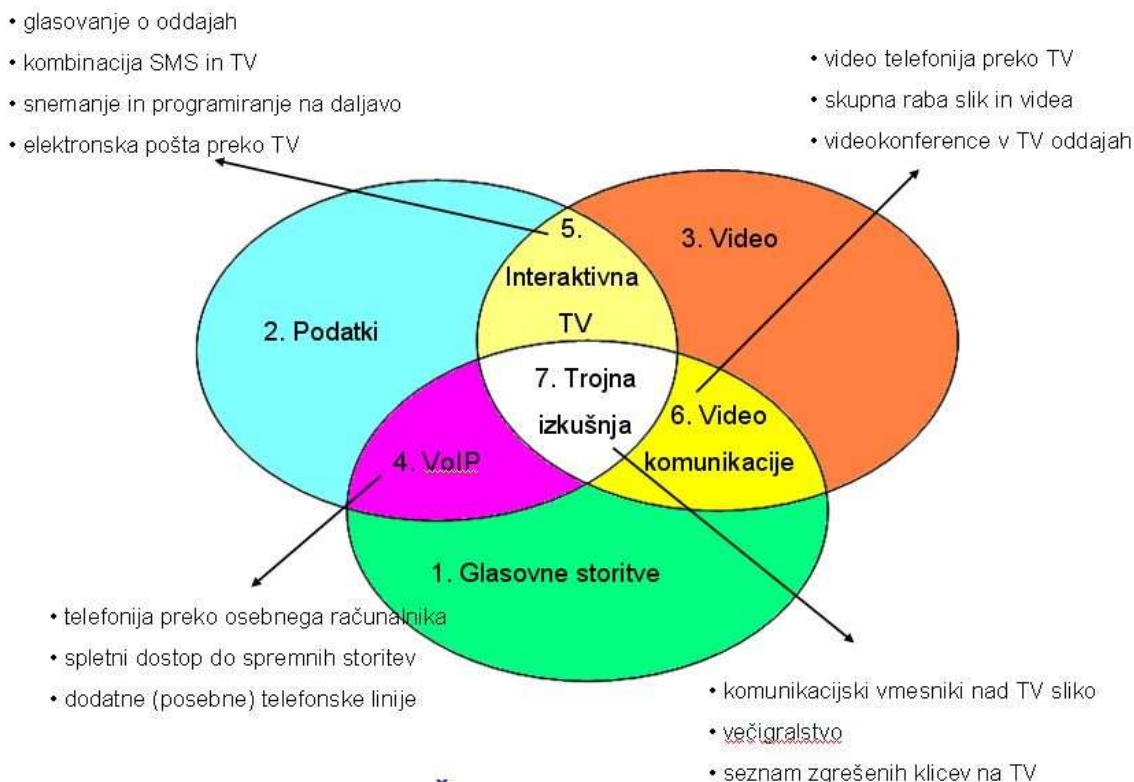 • glasovanje o oddajah
• kombinacija SMS in TV
• snemanje in programiranje na daljavo
• elektronska pošta preko TV
• video telefonija preko TV
• skupna raba slik in videa
• videokonference v TV oddajah
5.
Interaktivna
TV
3. Video
2. Podatki
7. Trojna
izkušnja
6. Video
komunikacije
4. VoIP
1. Glasovne storitve
• telefonija preko osebnega računalnika
• spletni dostop do spremnih storitev
• dodatne (posebne) telefonske linije
• komunikacijski vmesniki nad TV sliko
• večigralstvo
• seznam zgrešenih klicev na TV